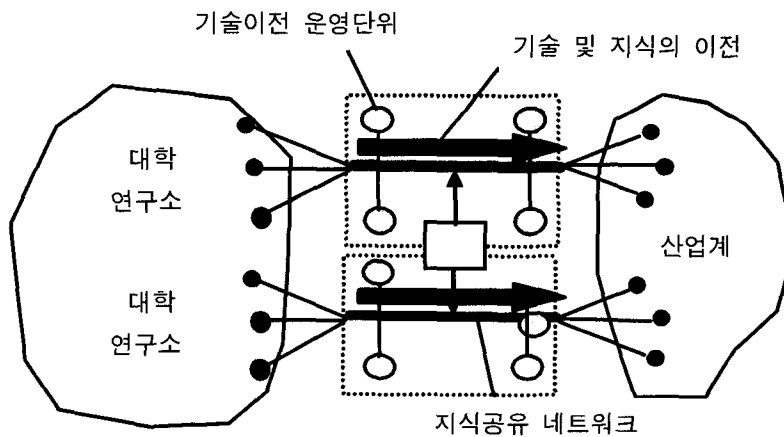 기술이전 운영단위
기술 및 지식의 이전
대학
연구소
산업계
대학
연구소
지식공유 네트워크